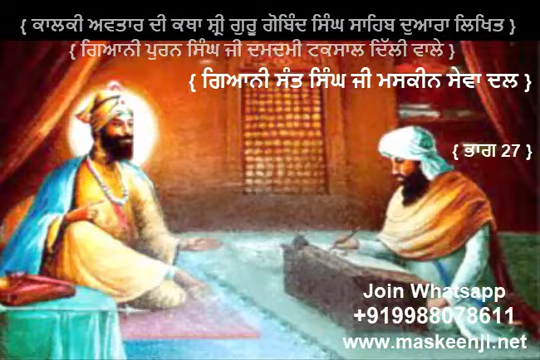 { ਕਾਲਕੀ ਅਵਤਾਰ ਦੀ ਕਥਾ ਸ਼੍ਰੀ ਗੁਰੂ ਗੋਬਿੰਦ ਸਿੰਘ ਸਾਹਿਬ ਦੁਆਰਾ ਲਿਖਿਤ }
{ ਗਿਆਨੀ ਪੁਰਨ ਸਿੰਘ ਜੀ ਦਮਦਮੀ ਟਕਸਾਲ ਦਿੱਲੀ ਵਾਲੇ }
{ ਗਿਆਨੀ ਸੰਤ ਸਿੰਘ ਜੀ ਮਸਕੀਨ ਸੇਵਾ ਦਲ }
{ ਭਾਗ 27 }
Join Whatsapp
+919988078611
www.maskeenji.net